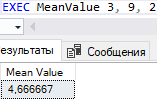 EXEC MeanValue 3, 9, 2
езультаты Сообщения
Mean Value
4,666667